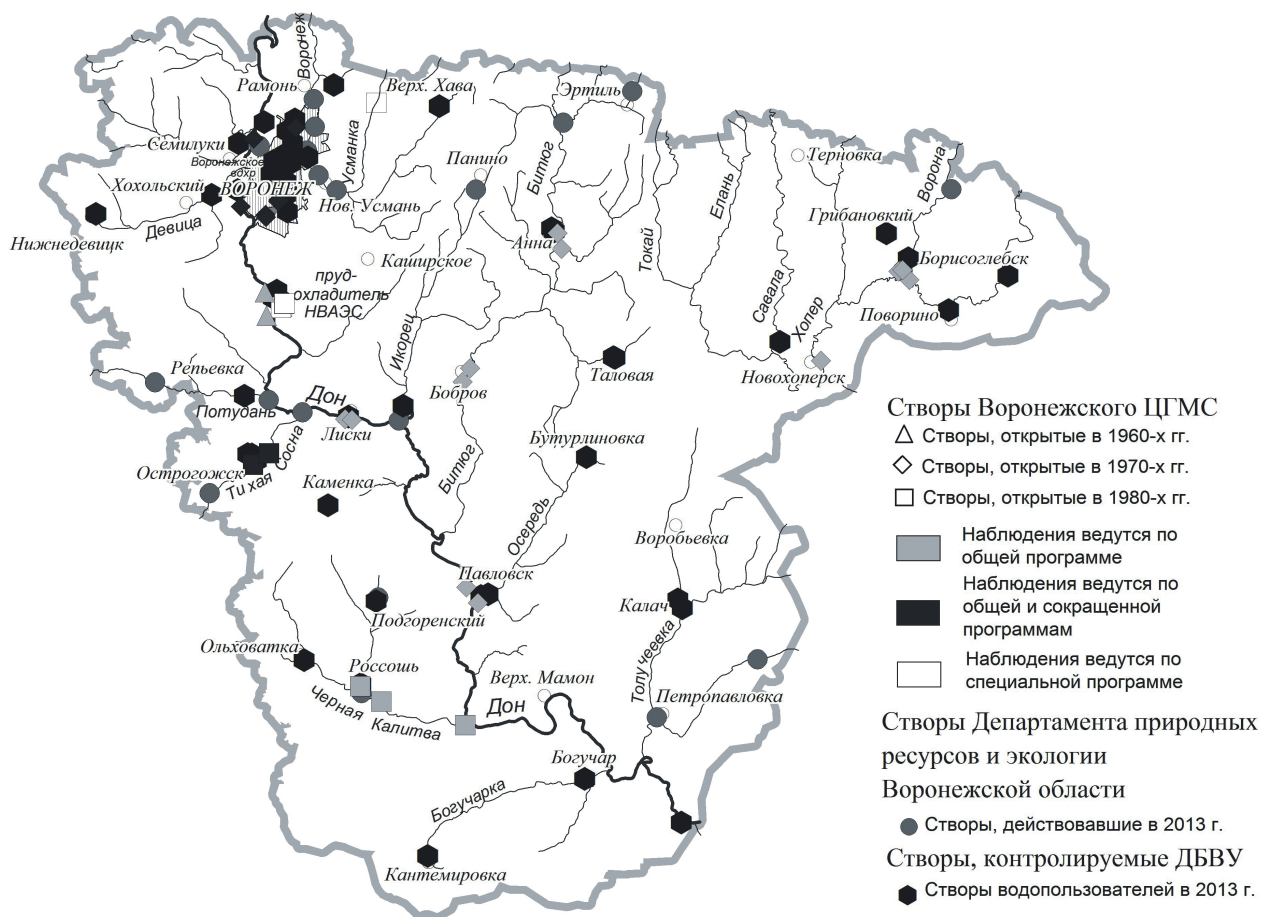 Воронеж
Рамонь
Верх. Хава
Эртиль
Семилуки
Воронежское
вдхр
Усманка
Панино
Битюг
Терновка
Ворона
Хохольский
ВОРОНЕЖ
Нов. Усмань
Елань
Грибановкий
Девица
Нижнедевицк
Анна
Токай
Борисоглебск
Каширское
пруд-
охладитель
НВАЭС
Савала
Хопер
Поворино
Икорец
Репьевка
Таловая
Новохоперск
Бобров
Дон
Потудань
Лиски
Тихая Сосна
Бутурлиновка
Острогожск
Каменка
Битюг
Осередь
Воробьевка
Павловск
Калач
Подгоренский
Ольховатка
Россошь
Толучеевка
Верх. Мамон
Петропавловка
Черная Калитва
Дон
Богучар
Богучарка
Кантемировка
Створы Воронежского ЦГМС
Створы, открытые в 1960-х гг.
Створы, открытые в 1970-х гг.
Створы, открытые в 1980-х гг.
Наблюдения ведутся по
общей программе
Наблюдения ведутся по
общей и сокращенной
программам
Наблюдения ведутся по
специальной программе
Створы Департамента природных
ресурсов и экологии
Воронежской области
Створы, действовавшие в 2013 г.
Створы, контролируемые ДБВУ
Створы водопользователей в 2013 г.